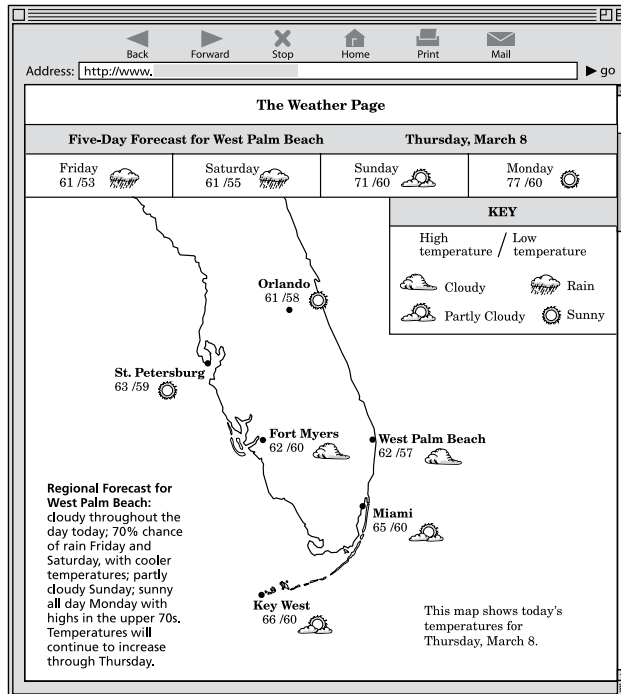 Back Forward Stop Home Print Mail
Address: http://www. go
The Weather Page
Five-Day Forecast for West Palm Beach Thursday, March 8
Friday
61 /53
Saturday
61 /55
Sunday
71 /60
Monday
77 /60
KEY
High temperature / Low temperature
Cloudy Rain
Partly Cloudy Sunny
Orlando
61 /58
St. Petersburg
63 /59
Fort Myers
62 /60
West Palm Beach
62 /57
Miami
65 /60
Key West
66 /60
Regional Forecast for
West Palm Beach:
cloudy throughout the
day today; 70% chance
of rain Friday and
Saturday, with cooler
temperatures; partly
cloudy Sunday; sunny
all day Monday with
highs in the upper 70s.
Temperatures will
continue to increase
through Thursday.
This map shows today's
temperatures for
Thursday, March 8.